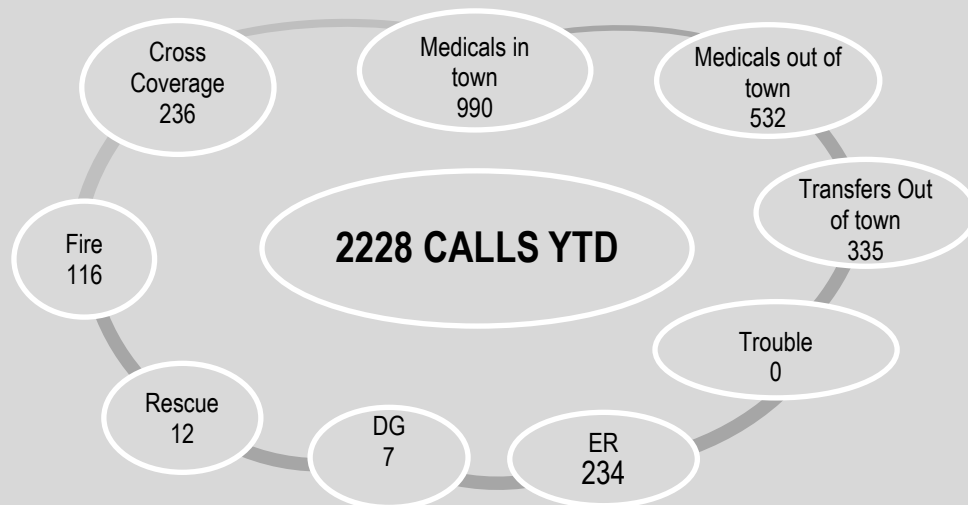 Cross
Coverage
236
Medicals in
town
990
Medicals out of
town
532
Transfers Out
of town
335
Trouble
0
ER
234
DG
7
Rescue
12
Fire
116
2228 CALLS YTD